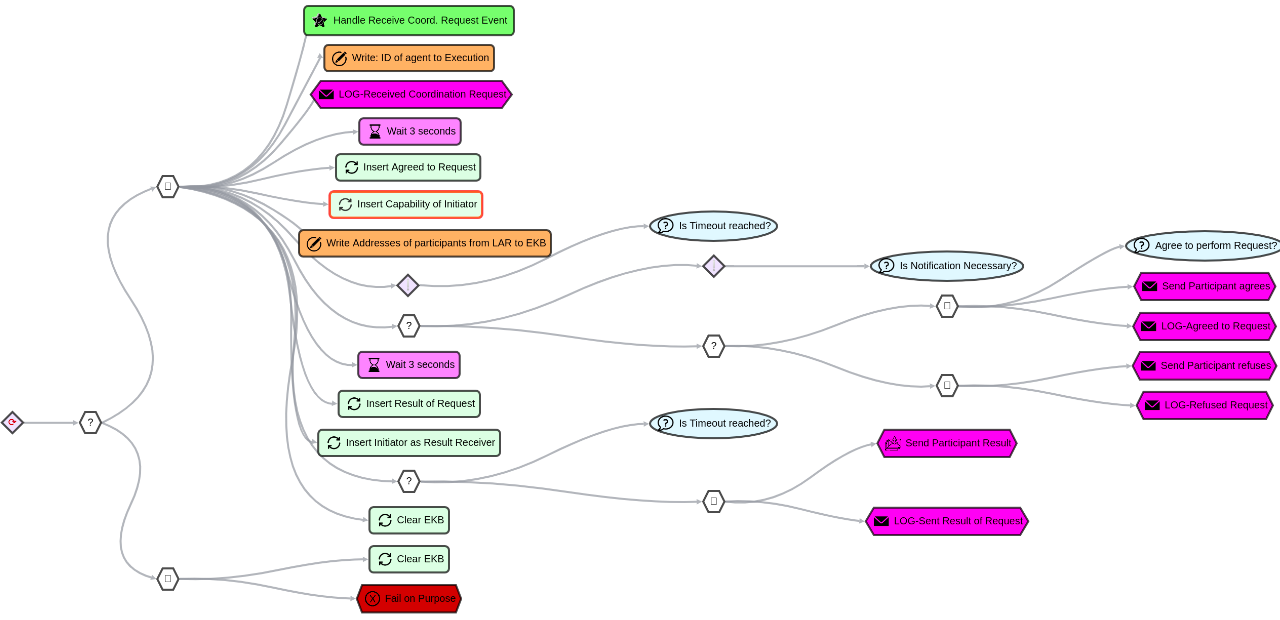 Handle Receive Coord. Request Event
Write: ID of agent to Execution
LOG-Received Coordination Request
Wait 3 seconds
Insert Agreed to Request
Insert Capability of Initiator
Write Addresses of participants from LAR to EKB
Is Timeout reached?
Is Notification Necessary?
Agree to perform Request?
Send Participant agrees
?
LOG-Agreed to Request
?
Wait 3 seconds
Send Participant refuses
Insert Result of Request
LOG-Refused Request
?
Is Timeout reached?
Insert Initiator as Result Receiver
Send Participant Result
?
Clear EKB
LOG-Sent Result of Request
Clear EKB
Fail on Purpose